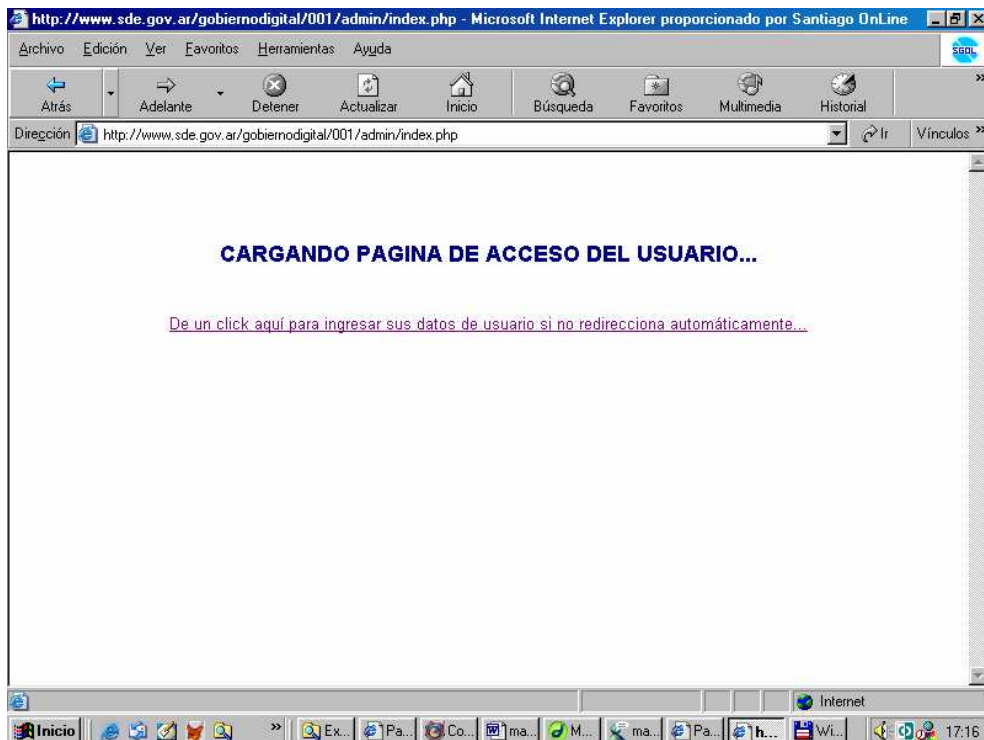 http://www.sde.gov.ar/gobiernodigital/001/admin/index.php - Microsoft Internet Explorer proporcionado por Santiago OnLine
Archivo Edición Ver Favoritos Herramientas Ayuda
SGOL
Atrás Adelante Detener Actualizar Inicio Búsqueda Favoritos Multimedia Historial »
Dirección http://www.sde.gov.ar/gobiernodigital/001/admin/index.php Ir Vínculos »
CARGANDO PAGINA DE ACCESO DEL USUARIO...
De un click aquí para ingresar sus datos de usuario si no redirecciona automáticamente...
Internet
Inicio » Ex... Pa... Co... ma... M... ma... Pa... h... Wi... 17:16